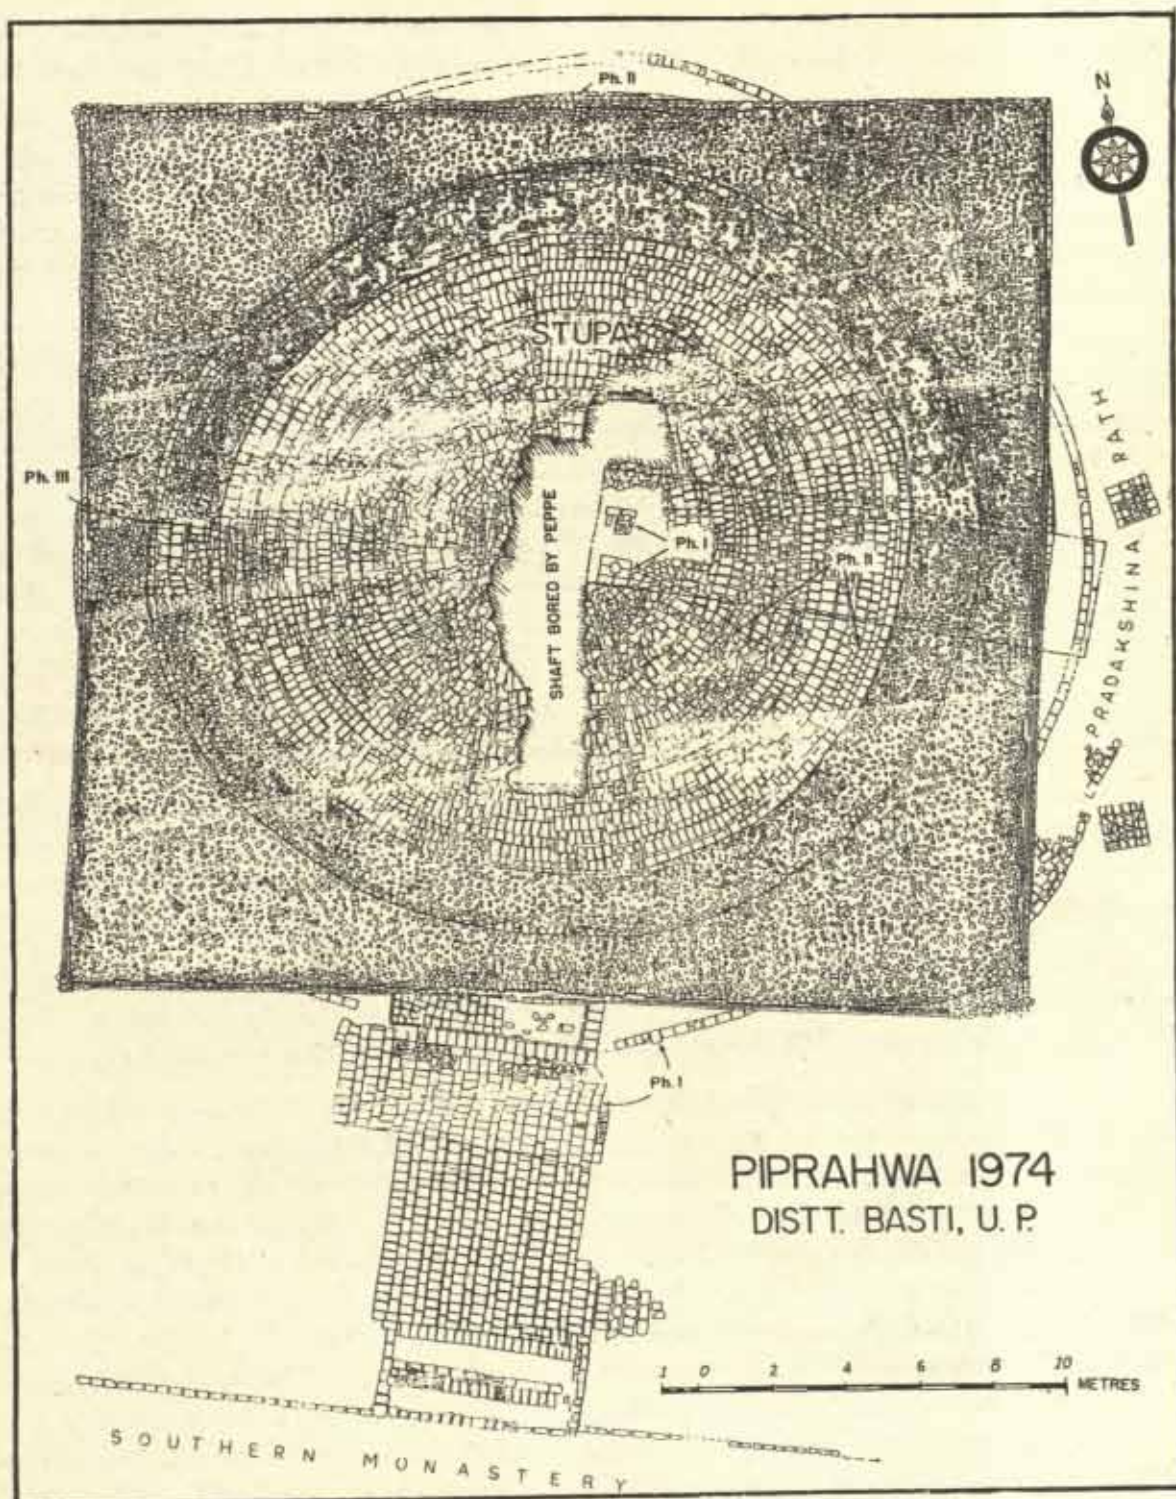 Ph. II
N
STUPA
PRADAKSHINA PATH
Ph. III
SHAFT BORED BY PEPPE
Ph. I
Ph. II
Ph. I
PIPRAHWA 1974
DISTT. BASTI, U. P.
1 0 2 4 6 8 10
METRES
SOUTHERN MONASTERY